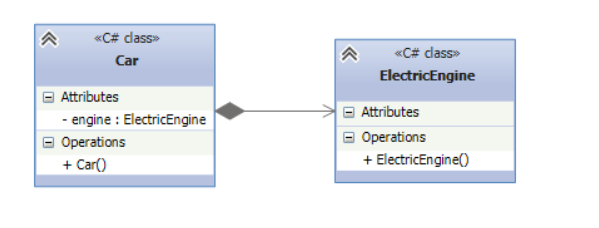 «C# class»
Car
Attributes
- engine : ElectricEngine
Operations
+ Car()
«C# class»
ElectricEngine
Attributes
Operations
+ ElectricEngine()